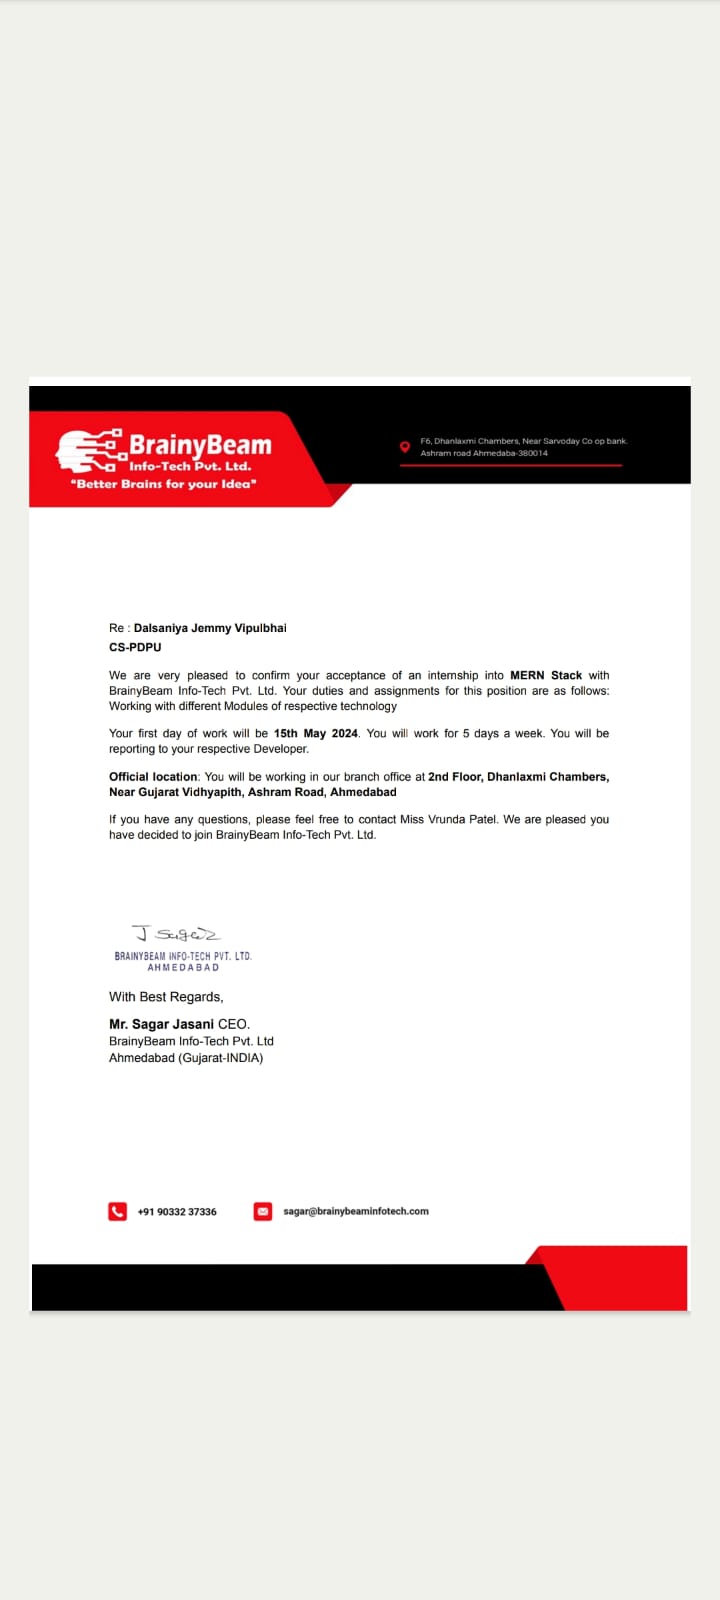 BrainyBeam
Info-Tech Pvt. Ltd.
"Better Brains for your Idea"
F6, Dhanlaxmi Chambers, Near Sarvoday Co op bank.
Ashram road Ahmedaba-380014
Re : Dalsaniya Jemmy Vipulbhai
CS-PDPU
We are very pleased to confirm your acceptance of an internship into MERN Stack with
BrainyBeam Info-Tech Pvt. Ltd. Your duties and assignments for this position are as follows:
Working with different Modules of respective technology
Your first day of work will be 15th May 2024. You will work for 5 days a week. You will be
reporting to your respective Developer.
Official location: You will be working in our branch office at 2nd Floor, Dhanlaxmi Chambers,
Near Gujarat Vidhyapith, Ashram Road, Ahmedabad
If you have any questions, please feel free to contact Miss Vrunda Patel. We are pleased you
have decided to join BrainyBeam Info-Tech Pvt. Ltd.
J Sagar
BRAINYBEAM INFO-TECH PVT. LTD.
AHMEDABAD
With Best Regards,
Mr. Sagar Jasani CEO.
BrainyBeam Info-Tech Pvt. Ltd
Ahmedabad (Gujarat-INDIA)
+91 90332 37336
sagar@brainybeaminfotech.com